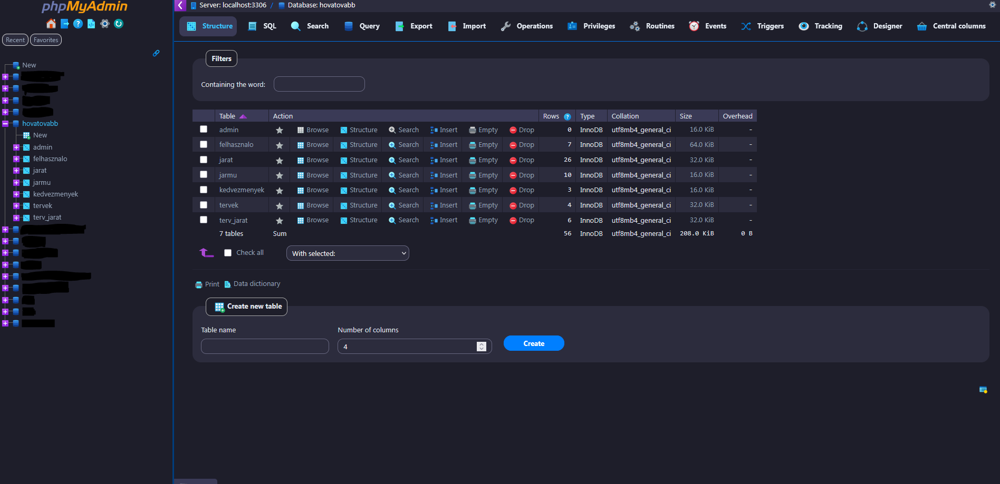 phpMyAdmin
Recent Favorites
New
hovatovabb
New
admin
felhasznalo
jarat
jarmu
kedvezmenyek
tervek
terv_jarat
Server: localhost:3306 / Database: hovatovabb
Structure SQL Search Query Export Import Operations Privileges Routines Events Triggers Tracking Designer Central columns
Filters
Containing the word:
Table Action Rows Type Collation Size Overhead
admin Browse Structure Search Insert Empty Drop 0 InnoDB utf8mb4_general_ci 16.0 KiB -
felhasznalo Browse Structure Search Insert Empty Drop 7 InnoDB utf8mb4_general_ci 64.0 KiB -
jarat Browse Structure Search Insert Empty Drop 26 InnoDB utf8mb4_general_ci 32.0 KiB -
jarmu Browse Structure Search Insert Empty Drop 10 InnoDB utf8mb4_general_ci 16.0 KiB -
kedvezmenyek Browse Structure Search Insert Empty Drop 3 InnoDB utf8mb4_general_ci 16.0 KiB -
tervek Browse Structure Search Insert Empty Drop 4 InnoDB utf8mb4_general_ci 32.0 KiB -
terv_jarat Browse Structure Search Insert Empty Drop 6 InnoDB utf8mb4_general_ci 32.0 KiB -
7 tables Sum 56 InnoDB utf8mb4_general_ci 208.0 KiB 0 B
Check all With selected:
Print Data dictionary
Create new table
Table name Number of columns
4 Create